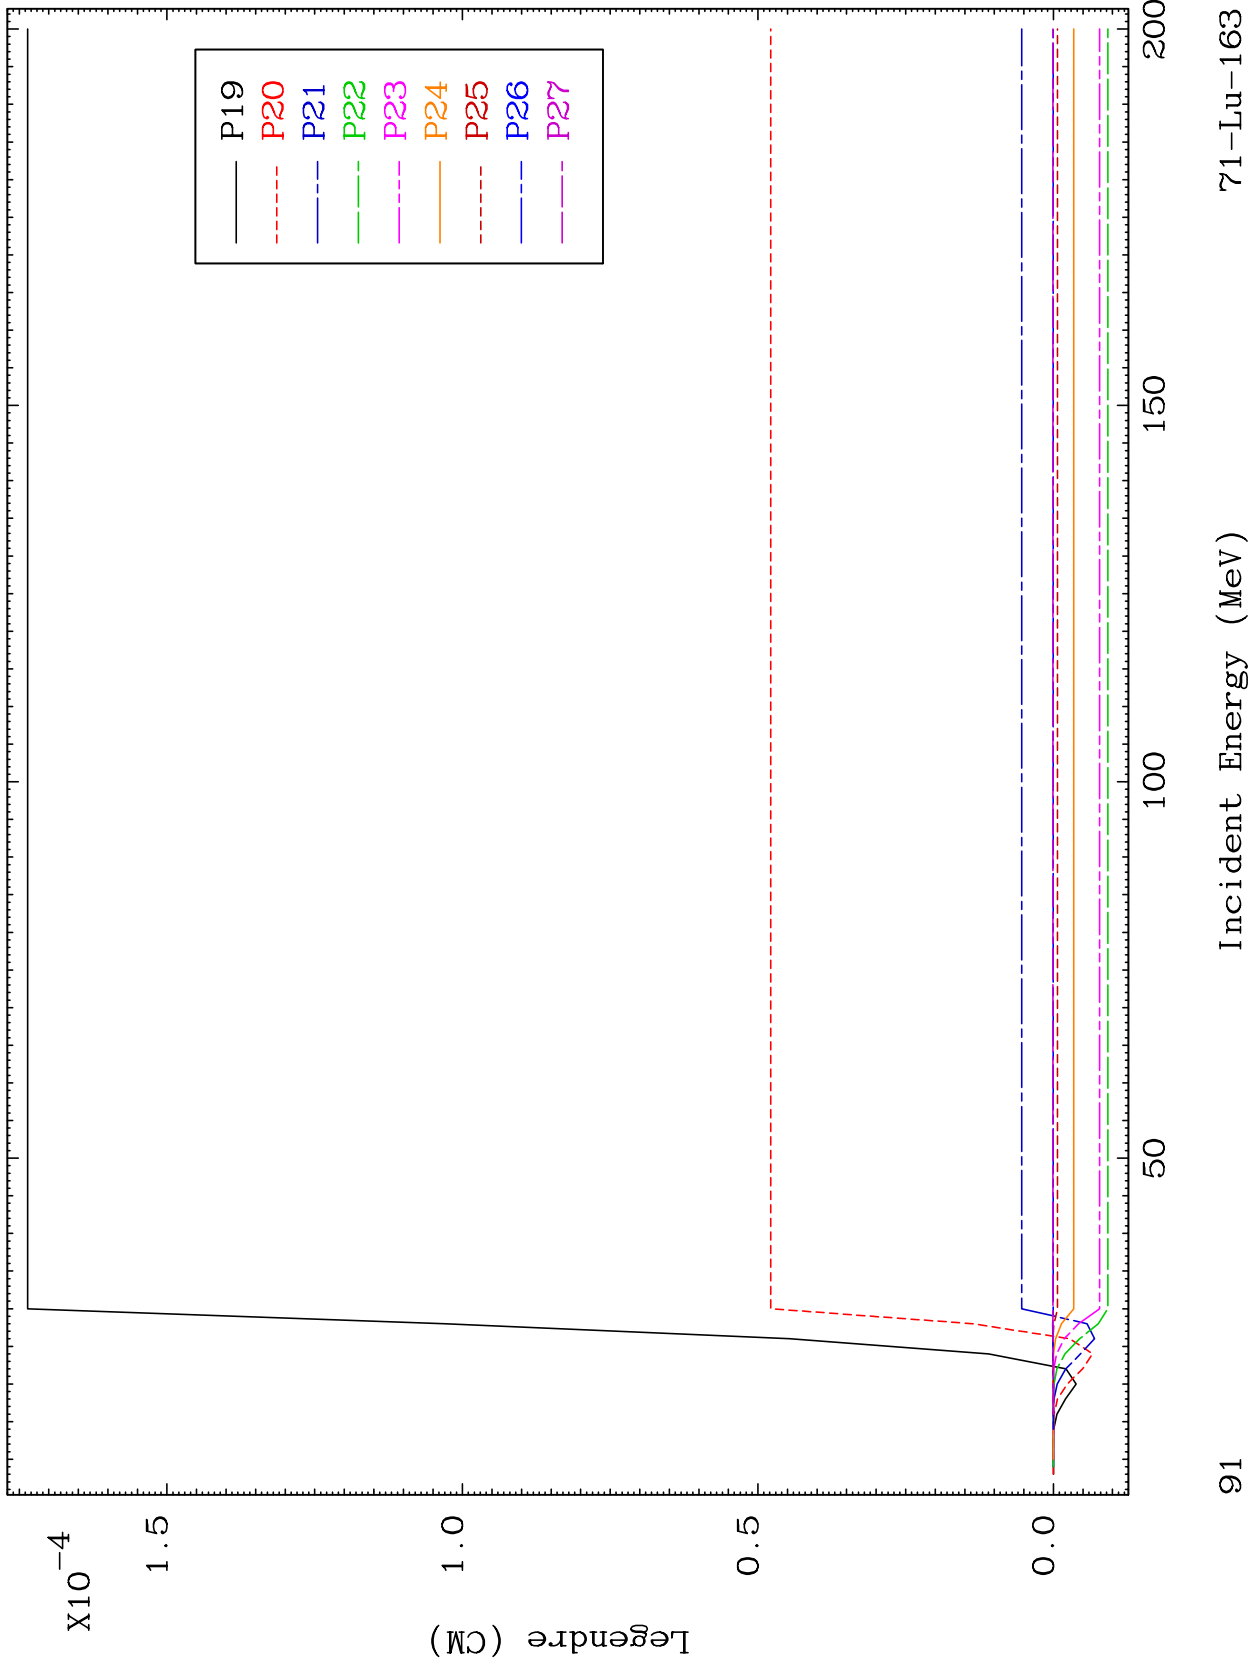 X10-4
1.5
1.0
0.5
0.0
Legendre (CM)
P19
P20
P21
P22
P23
P24
P25
P26
P27
50
100
150
200
91
Incident Energy (MeV)
71-Lu-163